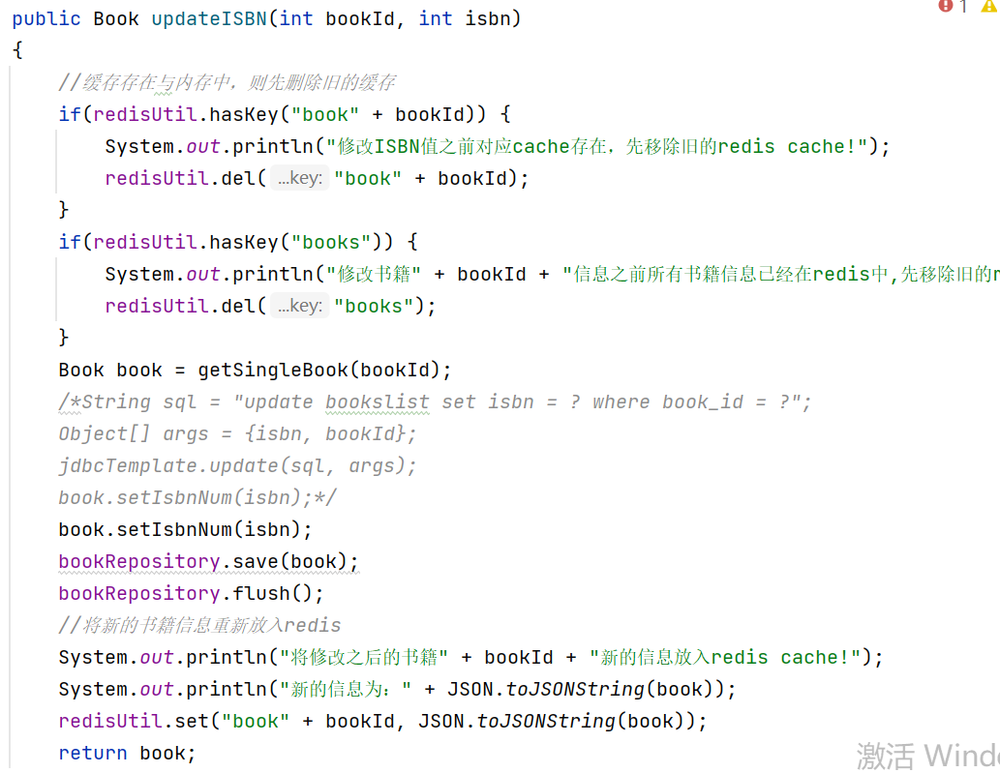 public Book updateISBN(int bookId, int isbn)
1
{
//缓存存在与内存中，则先删除旧的缓存
if(redisUtil.hasKey("book" + bookId)) {
System.out.println("修改ISBN值之前对应cache存在，先移除旧的redis cache!");
redisUtil.del( …key: "book" + bookId);
}
if(redisUtil.hasKey("books")) {
System.out.println("修改书籍" + bookId + "信息之前所有书籍信息已经在redis中,先移除旧的r
redisUtil.del( …key: "books");
}
Book book = getSingleBook(bookId);
/*String sql = "update bookslist set isbn = ? where book_id = ?";
Object[] args = {isbn, bookId};
jdbcTemplate.update(sql, args);
book.setIsbnNum(isbn);*/
book.setIsbnNum(isbn);
bookRepository.save(book);
bookRepository.flush();
//将新的书籍信息重新放入redis
System.out.println("将修改之后的书籍" + bookId + "新的信息放入redis cache!");
System.out.println("新的信息为：" + JSON.toJSONString(book));
redisUtil.set("book" + bookId, JSON.toJSONString(book));
return book;
激活 Windo